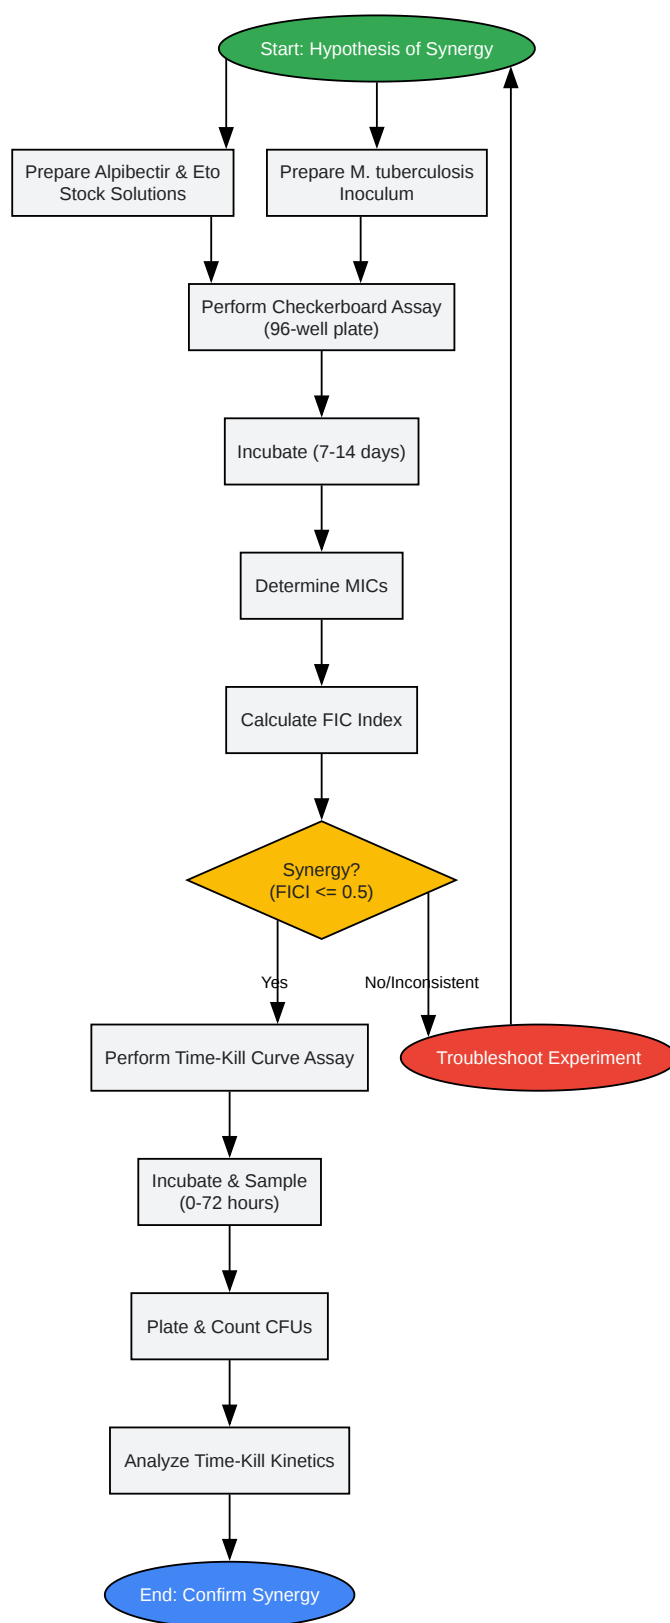 Start: Hypothesis of Synergy
Prepare Alpibectir & Eto
Stock Solutions
Prepare M. tuberculosis
Inoculum
Perform Checkerboard Assay
(96-well plate)
Incubate (7-14 days)
Determine MICs
Calculate FIC Index
Synergy?
(FICI <= 0.5)
Yes
No/Inconsistent
Perform Time-Kill Curve Assay
Troubleshoot Experiment
Incubate & Sample
(0-72 hours)
Plate & Count CFUs
Analyze Time-Kill Kinetics
End: Confirm Synergy